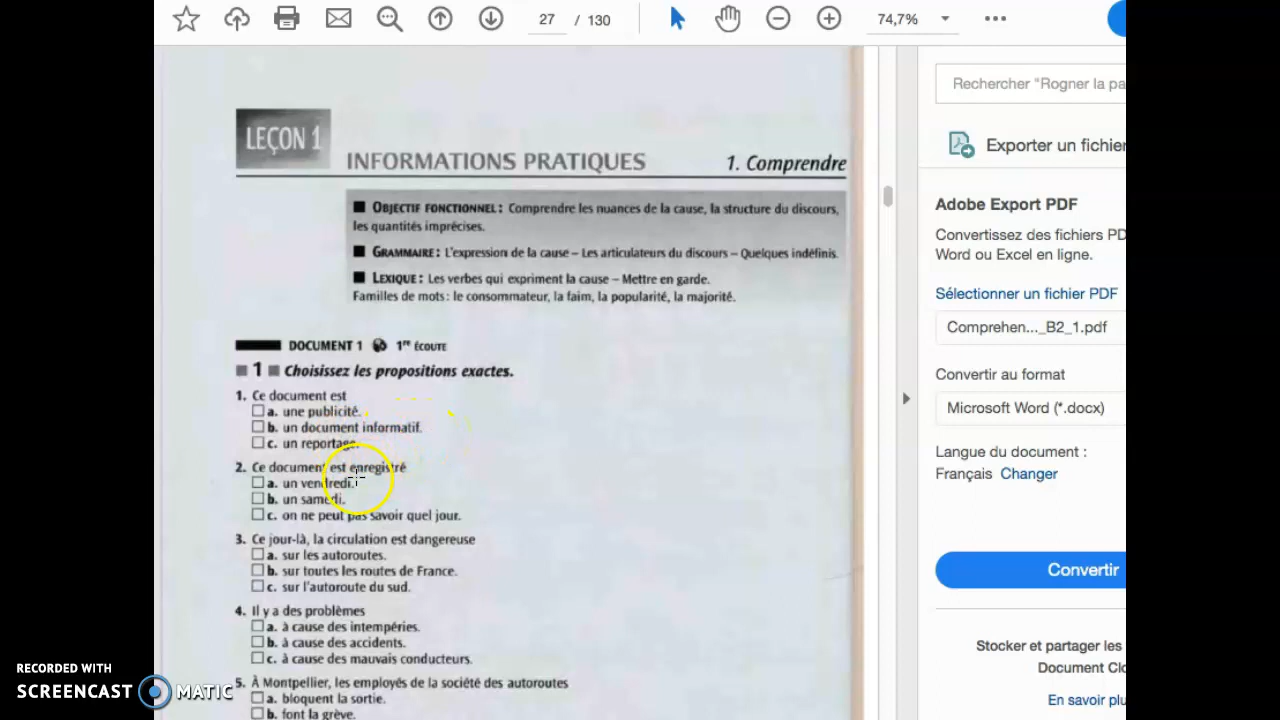 27 / 130
74,7%
LEÇON 1
INFORMATIONS PRATIQUES
1. Comprendre
■ OBJECTIF FONCTIONNEL : Comprendre les nuances de la cause, la structure du discours,
les quantités imprécises.
■ GRAMMAIRE : L'expression de la cause – Les articulateurs du discours – Quelques indéfinis.
■ LEXIQUE : Les verbes qui expriment la cause – Mettre en garde.
Familles de mots : le consommateur, la faim, la popularité, la majorité.
DOCUMENT 1 1re ÉCOUTE
■ 1 ■ Choisissez les propositions exactes.
1. Ce document est
a. une publicité.
b. un document informatif.
c. un reportage.
2. Ce document est enregistré
a. un vendredi.
b. un samedi.
c. on ne peut pas savoir quel jour.
3. Ce jour-là, la circulation est dangereuse
a. sur les autoroutes.
b. sur toutes les routes de France.
c. sur l'autoroute du sud.
4. Il y a des problèmes
a. à cause des intempéries.
b. à cause des accidents.
c. à cause des mauvais conducteurs.
5. À Montpellier, les employés de la société des autoroutes
a. bloquent la sortie.
b. font la grève.
Rechercher "Rogner la pa
Exporter un fichier
Adobe Export PDF
Convertissez des fichiers PD
Word ou Excel en ligne.
Sélectionner un fichier PDF
Comprehen..._B2_1.pdf
Convertir au format
Microsoft Word (*.docx)
Langue du document :
Français Changer
Convertir
Stocker et partager les
Document Clo
En savoir plu
RECORDED WITH
SCREENCAST MATIC